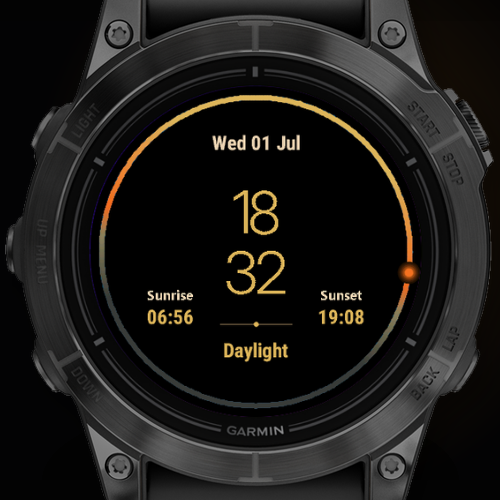 LIGHT
START
STOP
Wed 01 Jul
18
32
UP MENU
Sunrise
06:56
Sunset
19:08
Daylight
DOWN
BACK
LAP
GARMIN